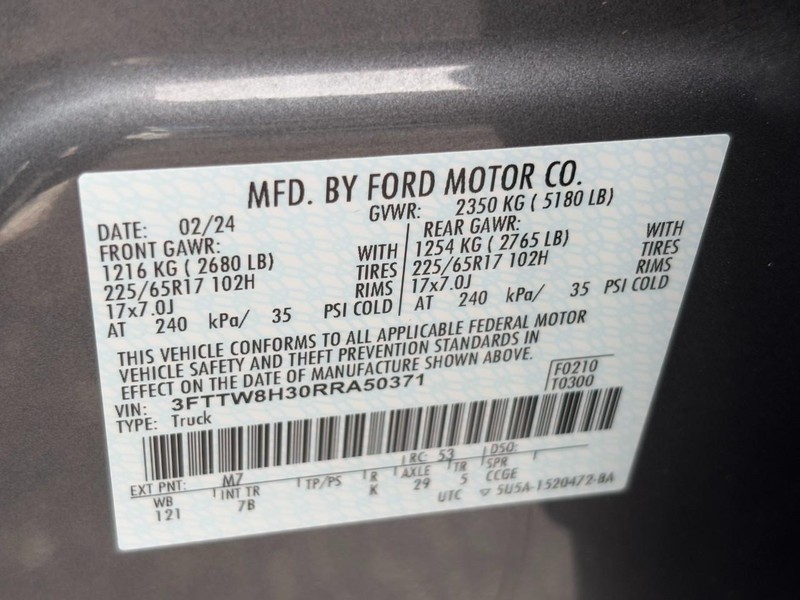 MFD. BY FORD MOTOR CO.
DATE: 02/24 GVWR: 2350 KG ( 5180 LB)
FRONT GAWR: REAR GAWR:
1216 KG ( 2680 LB) WITH 1254 KG ( 2765 LB) WITH
225/65R17 102H TIRES 225/65R17 102H TIRES
17x7.0J RIMS 17x7.0J RIMS
AT 240 kPa/ 35 PSI COLD AT 240 kPa/ 35 PSI COLD
THIS VEHICLE CONFORMS TO ALL APPLICABLE FEDERAL MOTOR
VEHICLE SAFETY AND THEFT PREVENTION STANDARDS IN
EFFECT ON THE DATE OF MANUFACTURE SHOWN ABOVE.
VIN: 3FTTW8H30RRA50371 F0210
TYPE: Truck T0300
EXT PNT: M7 RC: 53 DSO:
WB INT TR TP/PS R AXLE TR SPR
121 7B K 29 5 CCGE
UTC ▽ 5U5A-1520472-BA